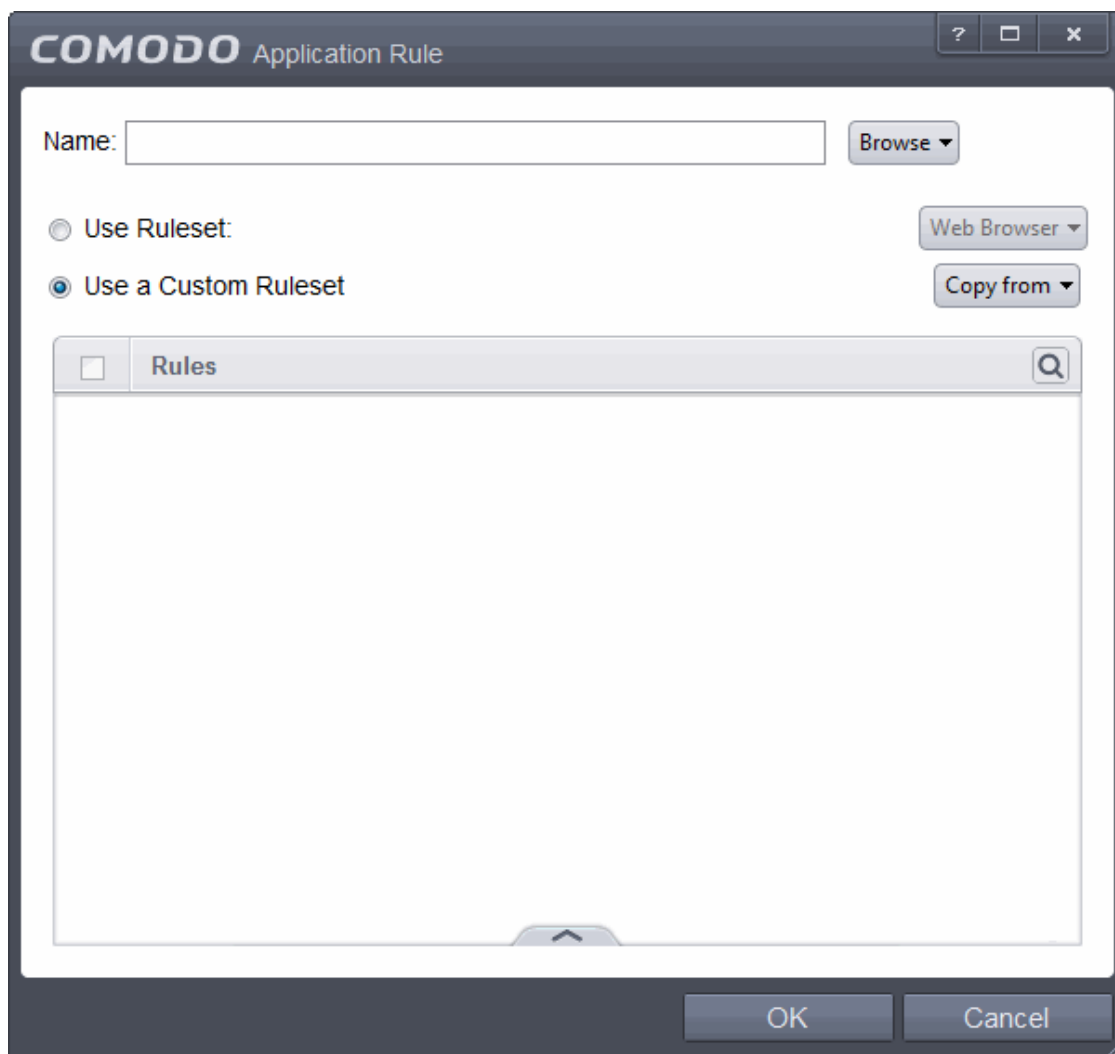 COMODO Application Rule
Name: Browse
Use Ruleset: Web Browser
Use a Custom Ruleset Copy from
Rules
OK Cancel